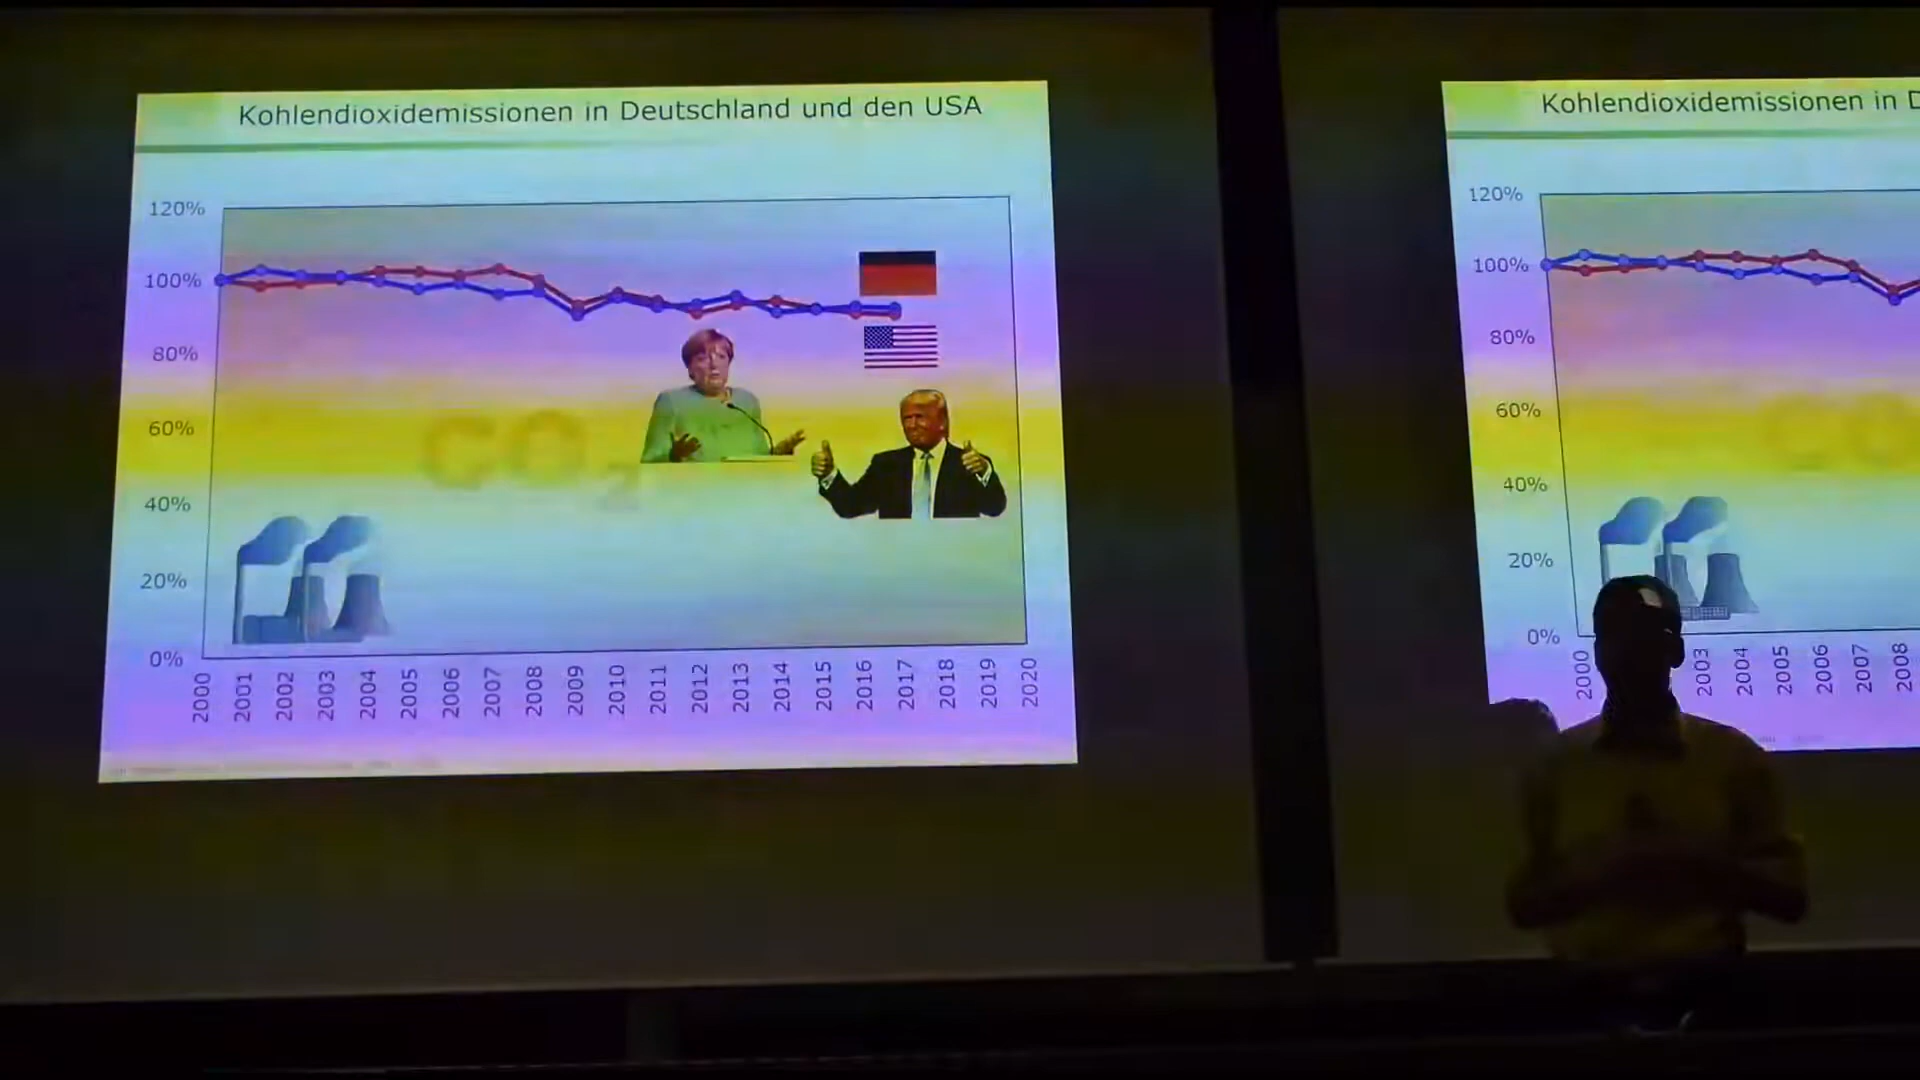 Kohlendioxidemissionen in Deutschland und den USA
120%
100%
80%
60%
40%
20%
0%
CO2
2000 2001 2002 2003 2004 2005 2006 2007 2008 2009 2010 2011 2012 2013 2014 2015 2016 2017 2018 2019 2020
Kohlendioxidemissionen in D
120%
100%
80%
60%
40%
20%
0%
CO
2000 2003 2004 2005 2006 2007 2008